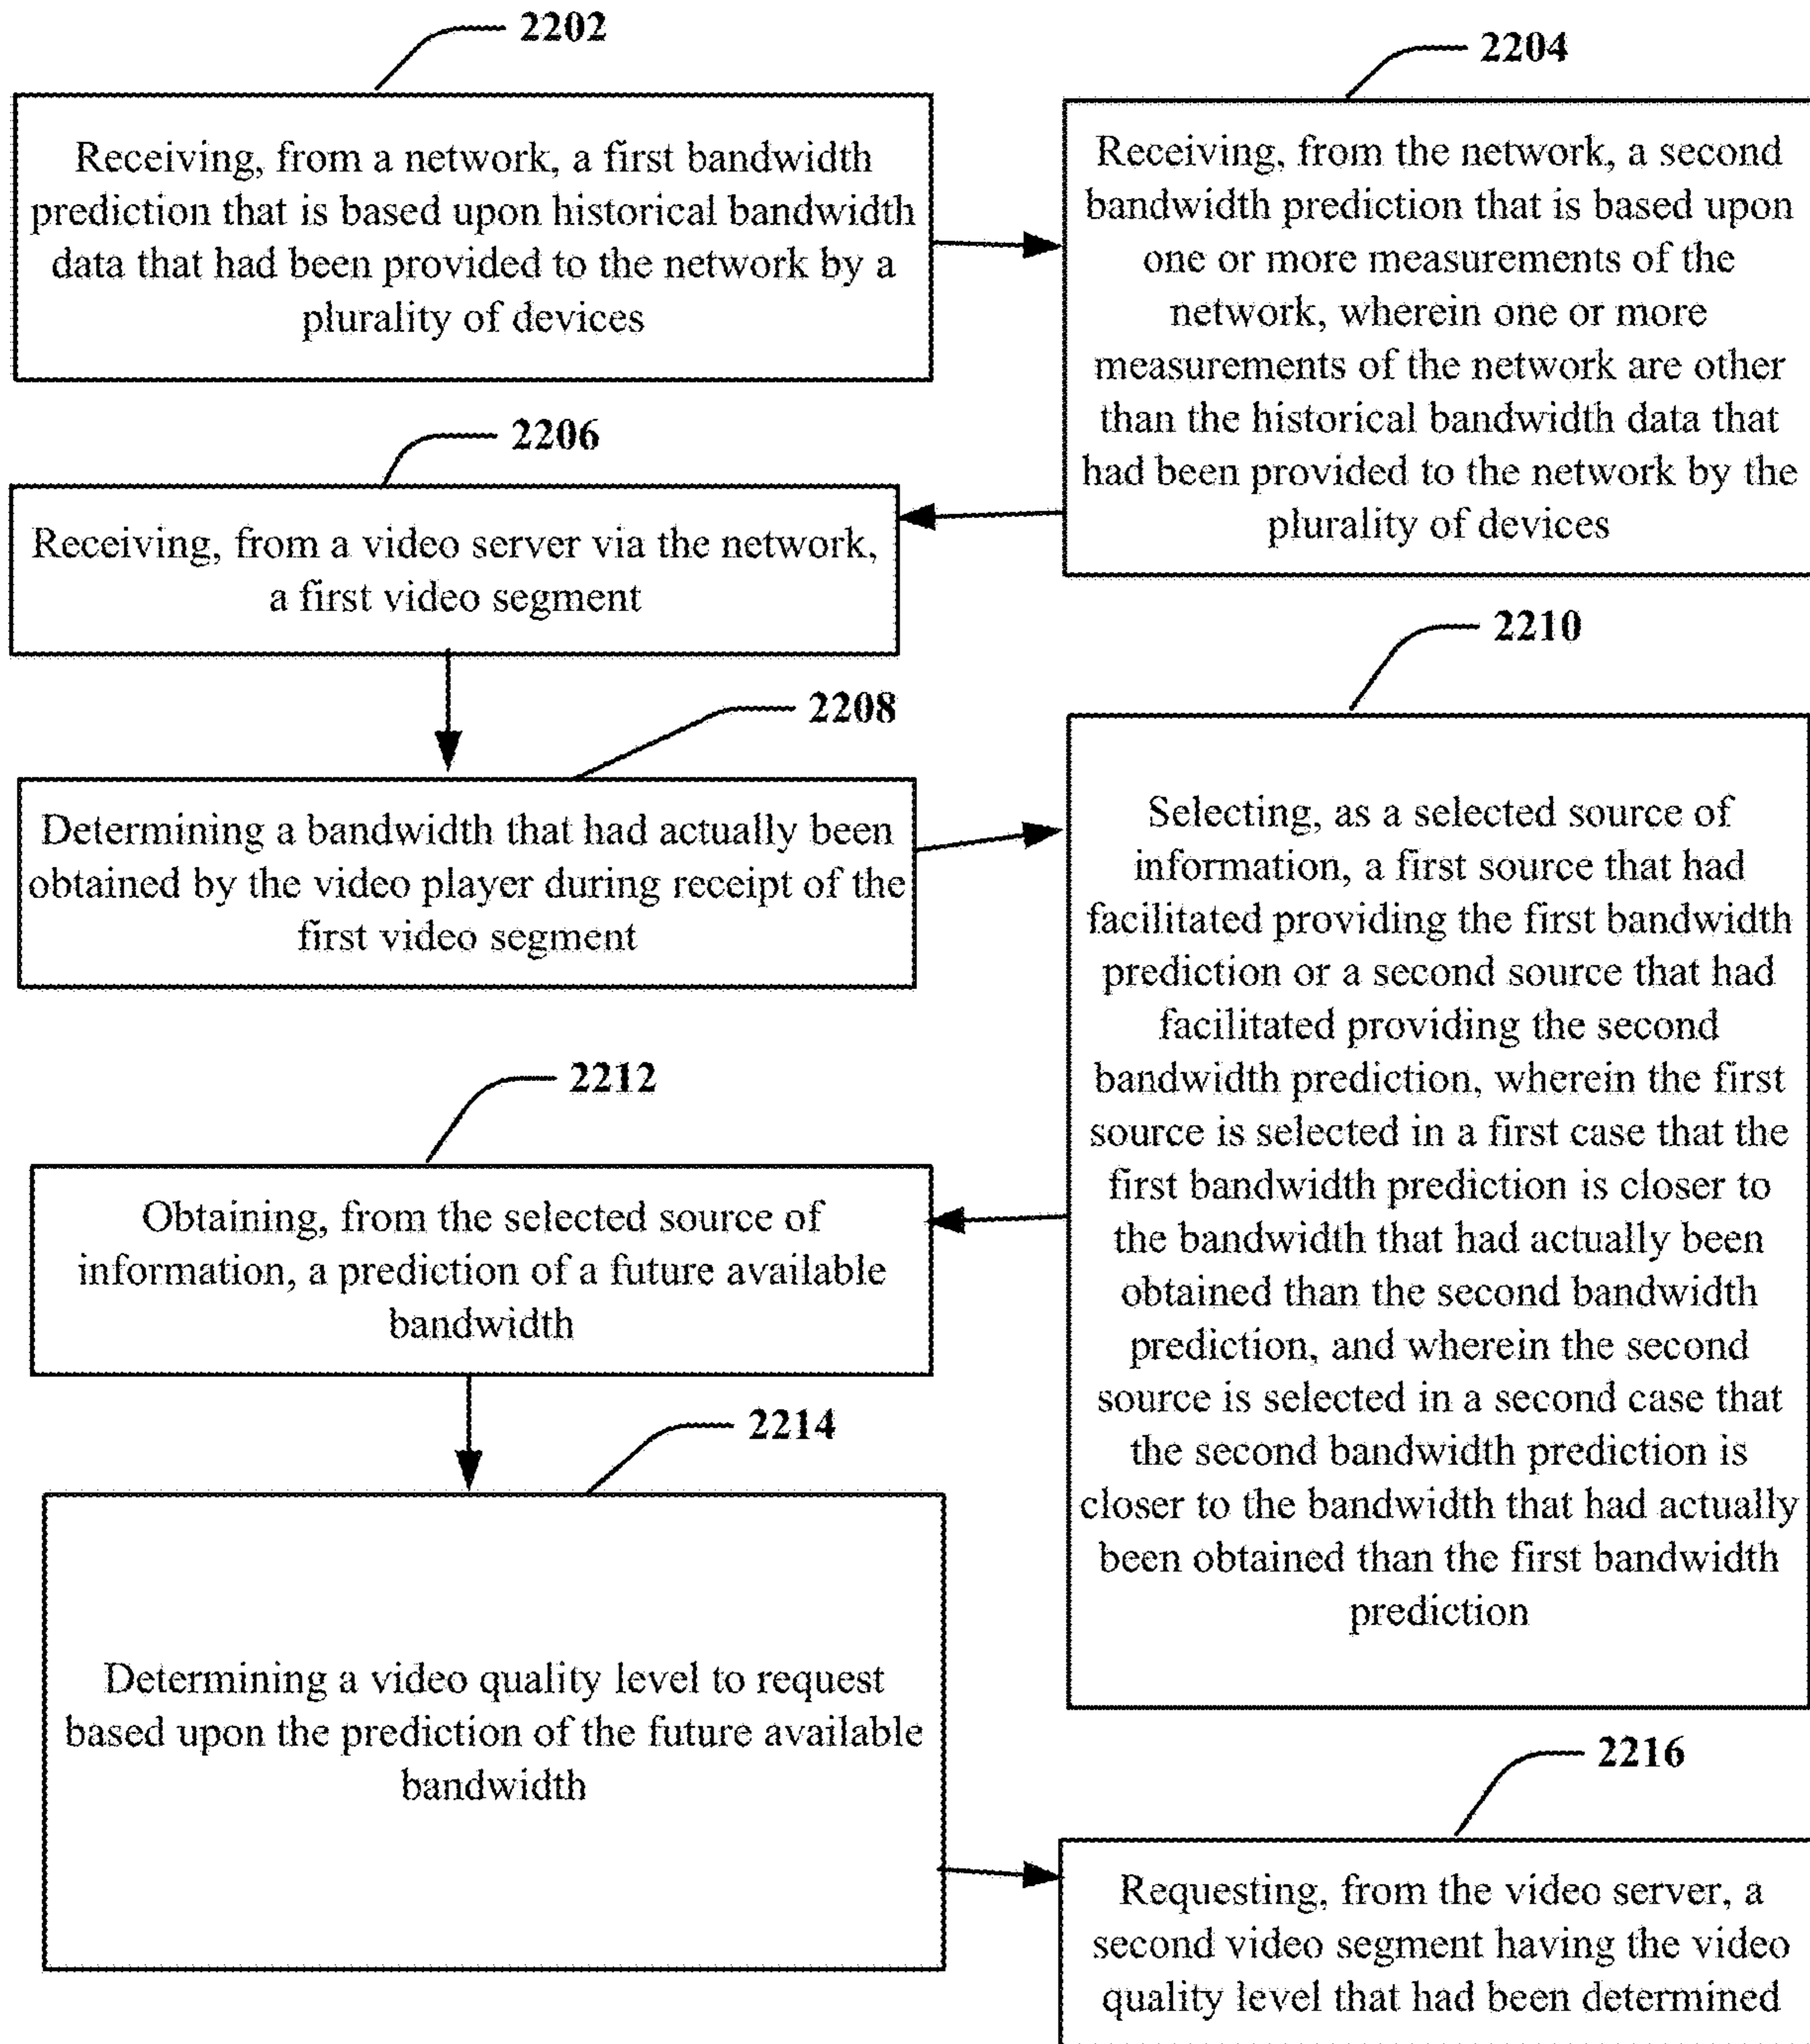 2202
Receiving, from a network, a first bandwidth
prediction that is based upon historical bandwidth
data that had been provided to the network by a
plurality of devices
2204
Receiving, from the network, a second
bandwidth prediction that is based upon
one or more measurements of the
network, wherein one or more
measurements of the network are other
than the historical bandwidth data that
had been provided to the network by the
plurality of devices
2206
Receiving, from a video server via the network,
a first video segment
2208
Determining a bandwidth that had actually been
obtained by the video player during receipt of the
first video segment
2210
Selecting, as a selected source of
information, a first source that had
facilitated providing the first bandwidth
prediction or a second source that had
facilitated providing the second
bandwidth prediction, wherein the first
source is selected in a first case that the
first bandwidth prediction is closer to
the bandwidth that had actually been
obtained than the second bandwidth
prediction, and wherein the second
source is selected in a second case that
the second bandwidth prediction is
closer to the bandwidth that had actually
been obtained than the first bandwidth
prediction
2212
Obtaining, from the selected source of
information, a prediction of a future available
bandwidth
2214
Determining a video quality level to request
based upon the prediction of the future available
bandwidth
2216
Requesting, from the video server, a
second video segment having the video
quality level that had been determined